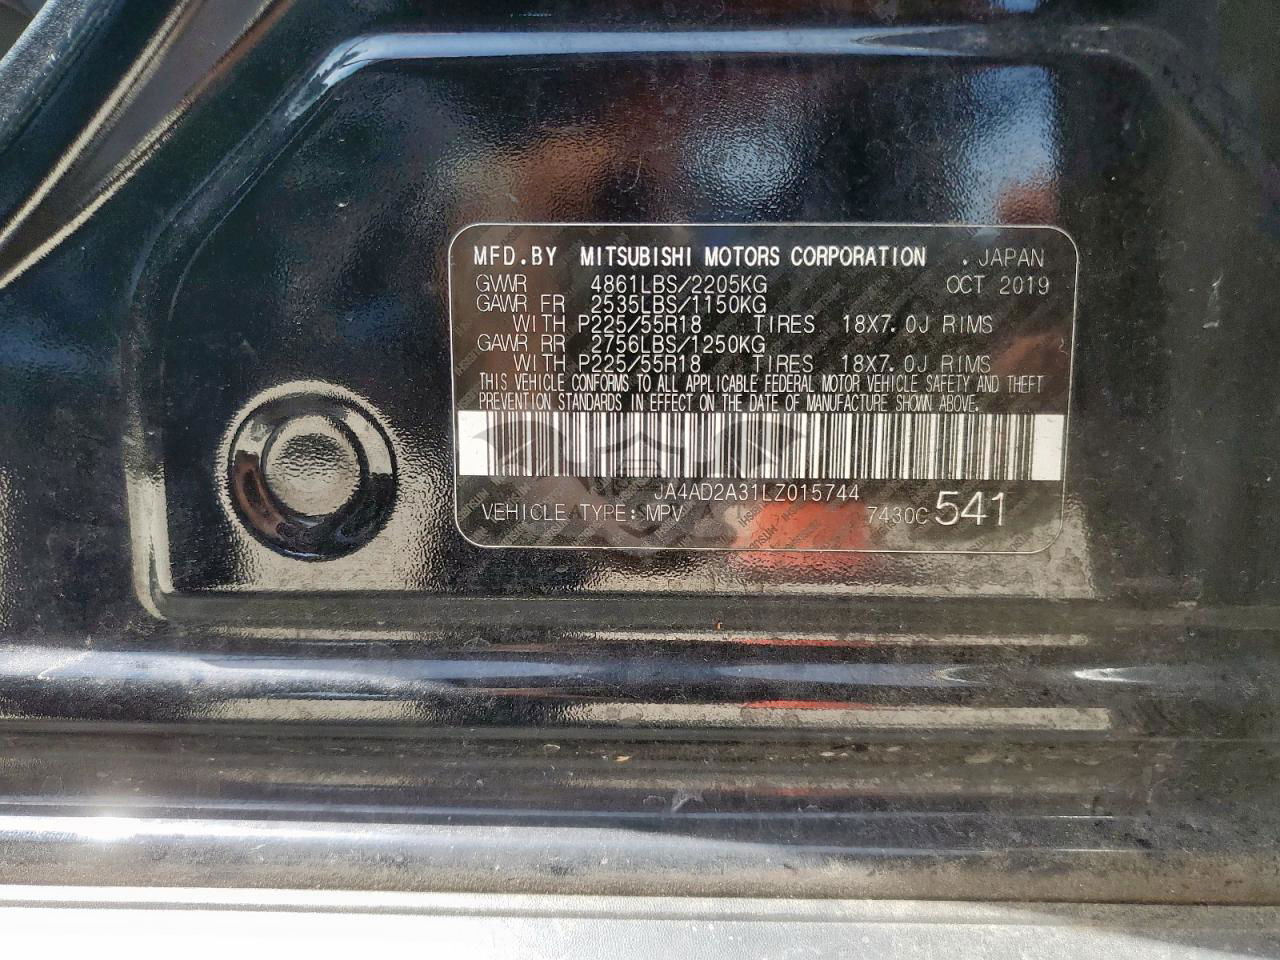 MFD.BY MITSUBISHI MOTORS CORPORATION . JAPAN
GVWR 4861LBS/2205KG OCT 2019
GAWR FR 2535LBS/1150KG
WITH P225/55R18 TIRES 18X7.0J RIMS
GAWR RR 2756LBS/1250KG
WITH P225/55R18 TIRES 18X7.0J RIMS
THIS VEHICLE CONFORMS TO ALL APPLICABLE FEDERAL MOTOR VEHICLE SAFETY AND THEFT
PREVENTION STANDARDS IN EFFECT ON THE DATE OF MANUFACTURE SHOWN ABOVE.
JA4AD2A31LZ015744
VEHICLE TYPE: MPV 7430C 541